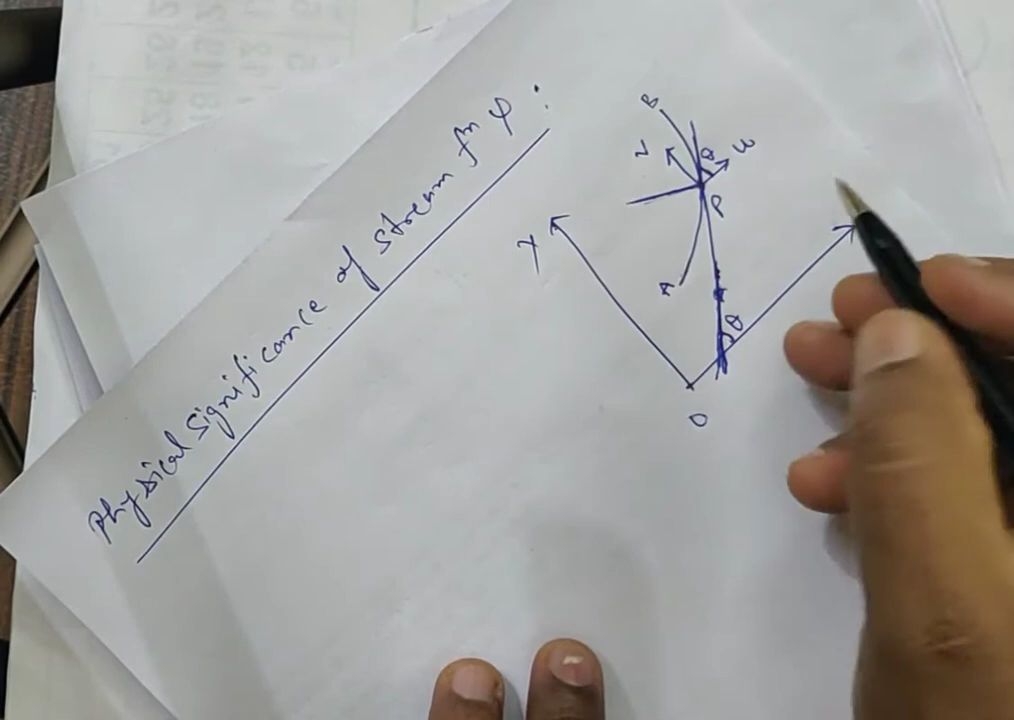 Physical Significance of Stream fⁿ ψ :
B
θ
u
v
P
Y
A
θ
O